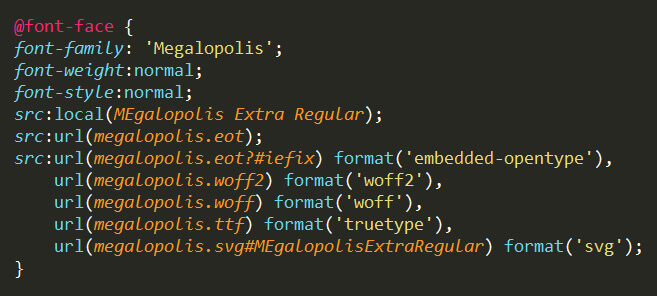 @font-face {
font-family: 'Megalopolis';
font-weight:normal;
font-style:normal;
src:local(MEgalopolis Extra Regular);
src:url(megalopolis.eot);
src:url(megalopolis.eot?#iefix) format('embedded-opentype'),
    url(megalopolis.woff2) format('woff2'),
    url(megalopolis.woff) format('woff'),
    url(megalopolis.ttf) format('truetype'),
    url(megalopolis.svg#MEgalopolisExtraRegular) format('svg');
}